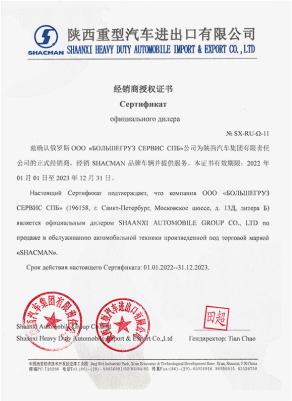 陕西重型汽车进出口有限公司
SHACMAN
SHAANXI HEAVY DUTY AUTOMOBILE IMPORT & EXPORT CO., LTD.
经销商授权证书
Сертификат
официального дилера
№ SX-RU-Ω-11
兹确认俄罗斯 ООО «БОЛЬШЕГРУЗ СЕРВИС СПБ»公司为陕西汽车集团有限责任
公司的正式经销商，经销 SHACMAN 品牌车辆并提供服务。本证书有效期限：2022 年
01 月 01 日至 2023 年 12 月 31 日。
Настоящий Сертификат подтверждает, что компания ООО «БОЛЬШЕГРУЗ
СЕРВИС СПБ» (196158, г. Санкт-Петербург, Московское шоссе, д. 13Д, литера Б)
является официальным дилером SHAANXI AUTOMOBILE GROUP CO., LTD по
продаже и обслуживанию автомобильной техники произведенной под торговой маркой
«SHACMAN».
Срок действия настоящего Сертификата: 01.01.2022—31.12.2023.
田超
Shaanxi Automobile Group Co., Ltd
Shaanxi Heavy Duty Automobile Import & Export Co., Ltd.
Гендиректор: Tian Chao